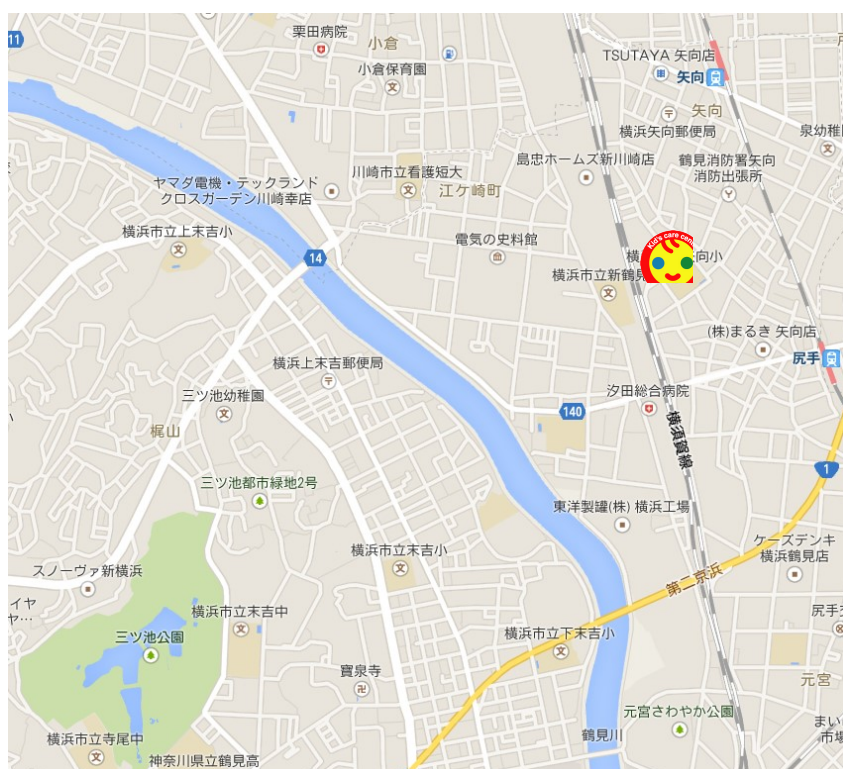 11
栗田病院
小倉
小倉保育園
TSUTAYA 矢向店
矢向
矢向
横浜矢向郵便局
泉幼稚園
島忠ホームズ新川崎店
鶴見消防署矢向
消防出張所
川崎市立看護短大
江ケ崎町
ヤマダ電機・テックランド
クロスガーデン川崎幸店
横浜市立上末吉小
電気の史料館
14
Kid's care cen
横
向小
横浜市立新鶴見
(株)まるき 矢向店
尻手
横浜上末吉郵便局
三ツ池幼稚園
汐田総合病院
140
梶山
横須賀線
1
三ツ池都市緑地2号
東洋製罐(株) 横浜工場
ケーズデンキ
横浜鶴見店
横浜市立末吉小
スノーヴァ新横浜
第二京浜
イヤ
ヤ…
横浜市立末吉中
尻手
三ツ池公園
横浜市立下末吉小
寶泉寺
元宮
元宮さわやか公園
まい
市場
鶴見川
横浜市立寺尾中
神奈川県立鶴見高